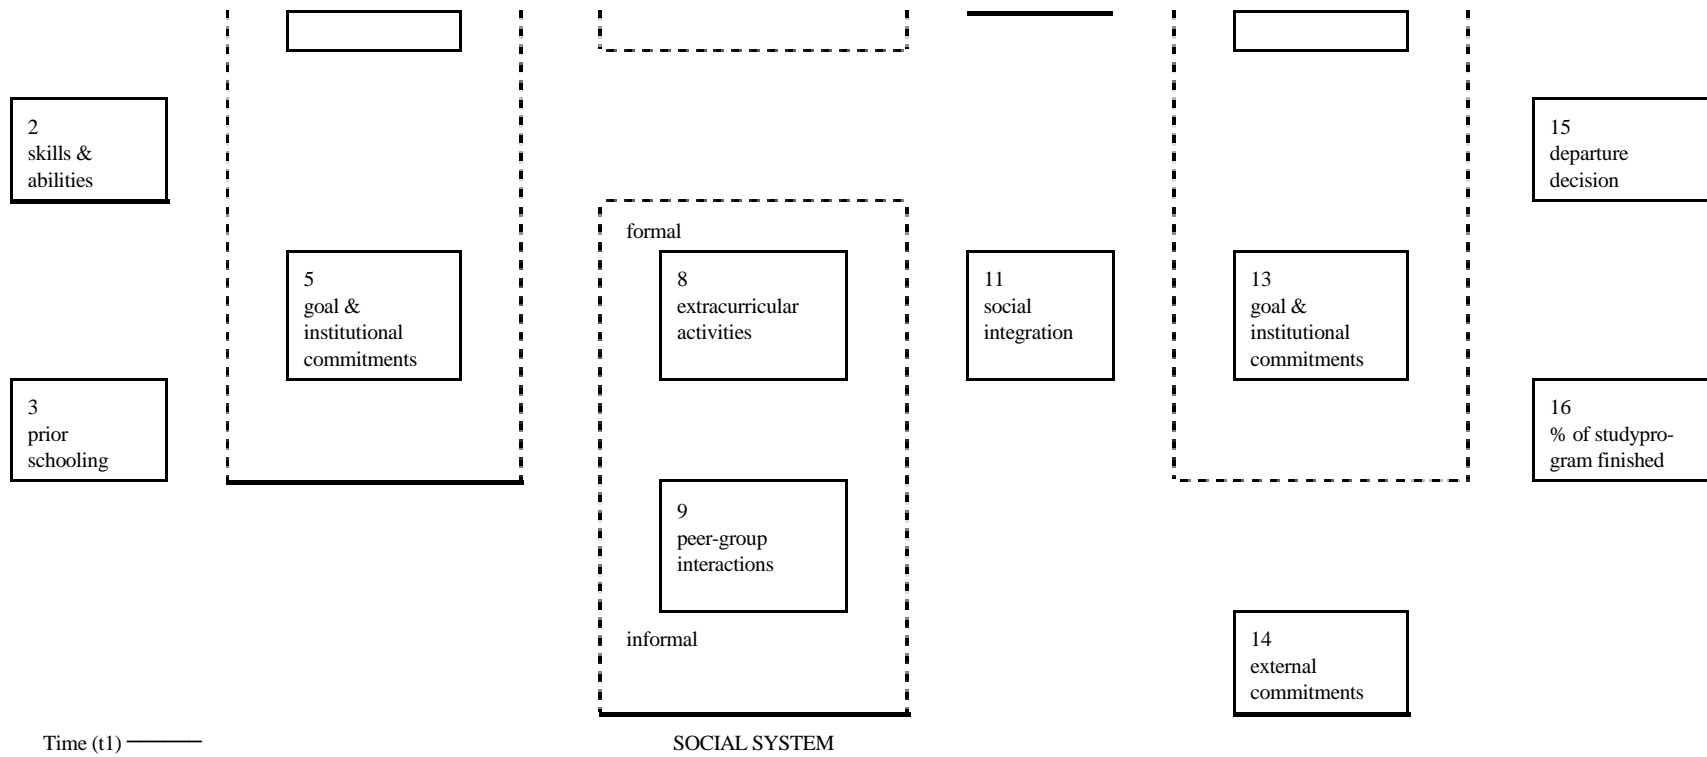 2
skills &
abilities
15
departure
decision
formal
5
goal &
institutional
commitments
8
extracurricular
activities
11
social
integration
13
goal &
institutional
commitments
3
prior
schooling
16
% of studypro-
gram finished
9
peer-group
interactions
informal
14
external
commitments
Time (t1)
SOCIAL SYSTEM